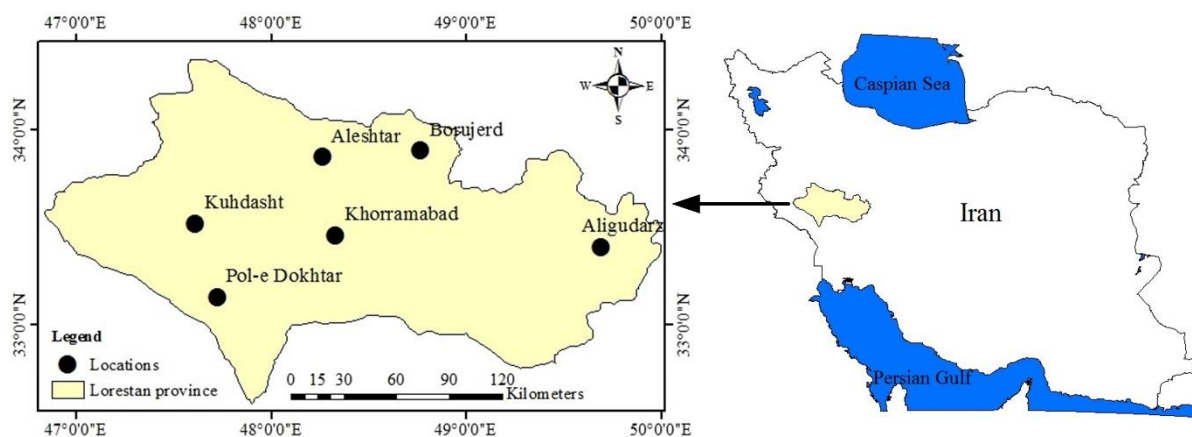 47°0'0"E 48°0'0"E 49°0'0"E 50°0'0"E
N
W E
S
34°0'0"N 34°0'0"N
Aleshtar Borujerd
Kuhdasht
Khorramabad
Aligudarz
Pol-e Dokhtar
33°0'0"N 33°0'0"N
Legend
Locations
Lorestan province
0 15 30 60 90 120
Kilometers
47°0'0"E 48°0'0"E 49°0'0"E 50°0'0"E
Caspian Sea
Iran
Persian Gulf